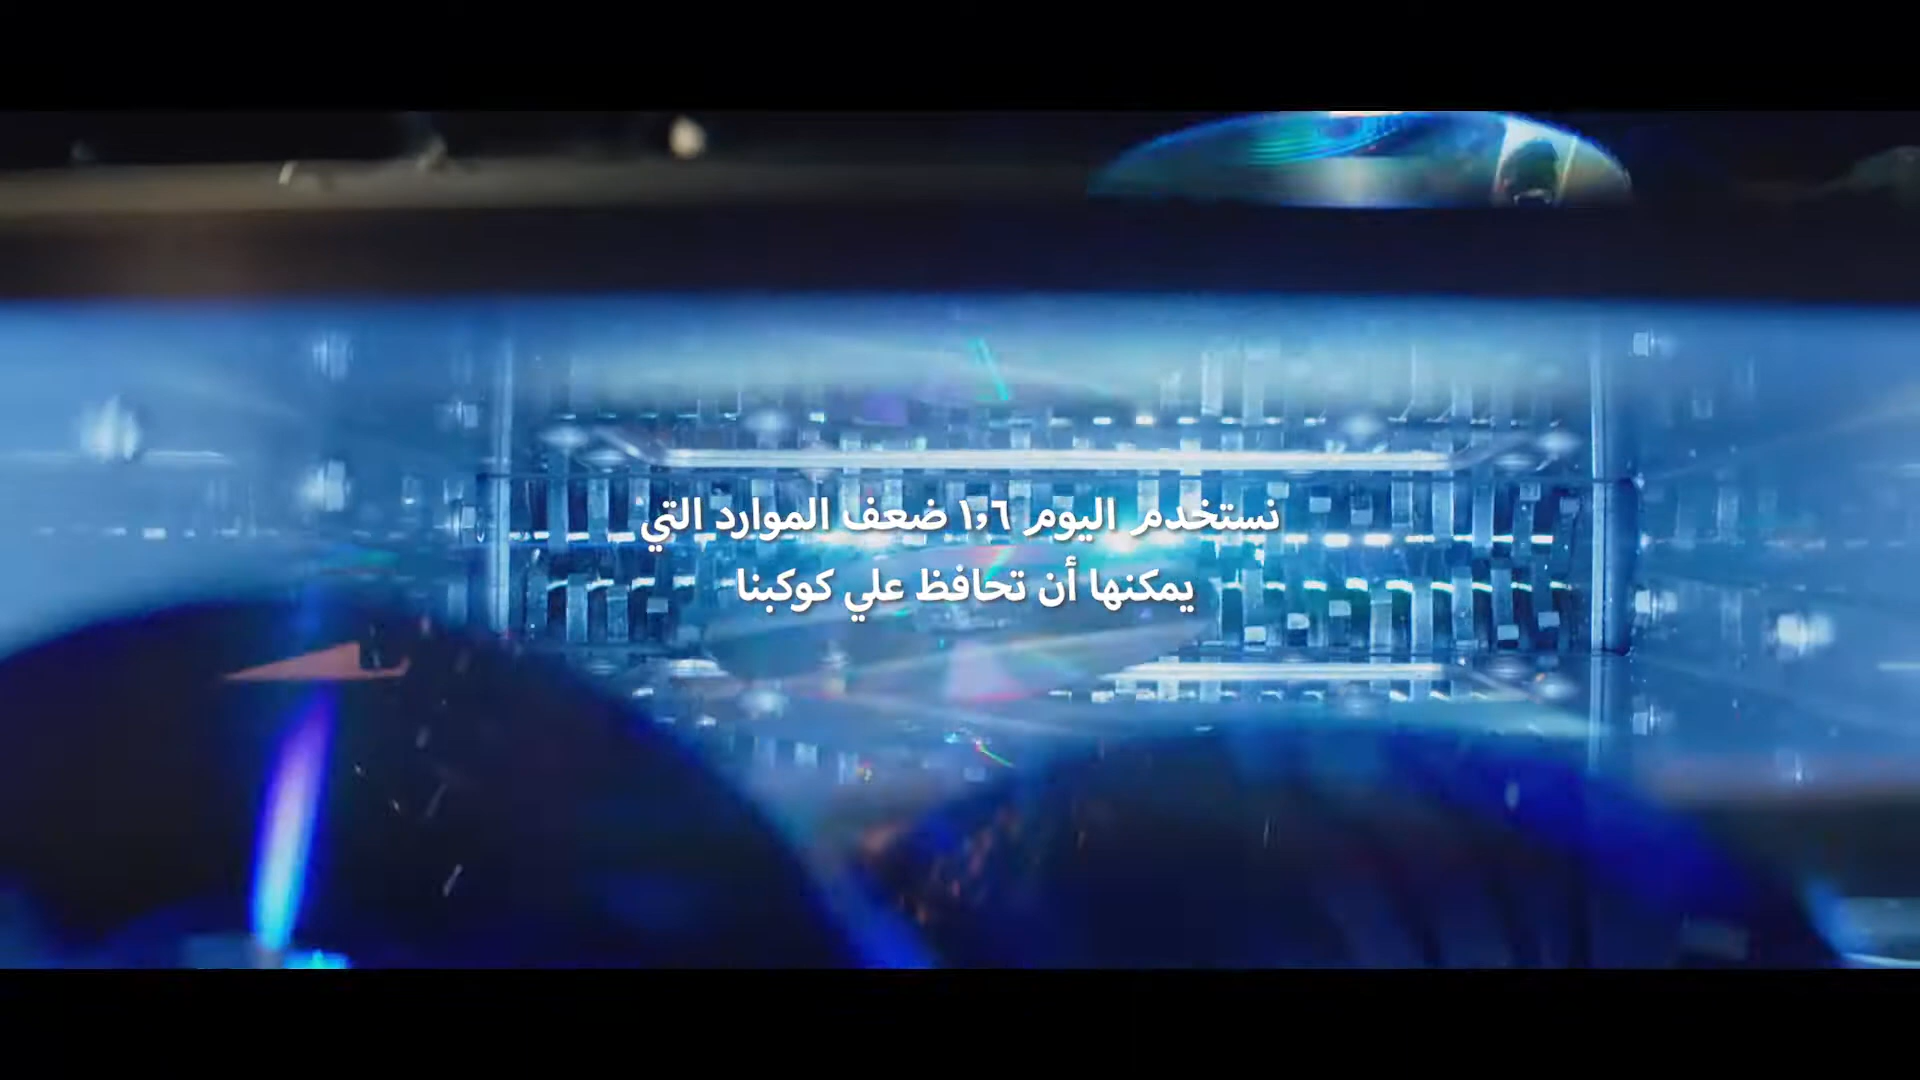 نستخدم اليوم ١,٦ ضعف الموارد التي
يمكنها أن تحافظ علي كوكبنا